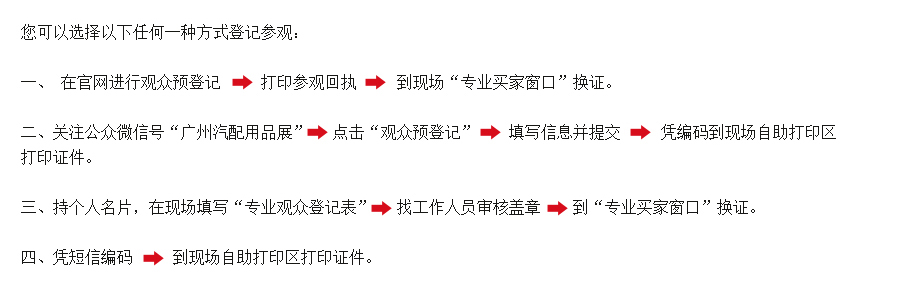 您可以选择以下任何一种方式登记参观：
一、 在官网进行观众预登记 ➡ 打印参观回执 ➡ 到现场“专业买家窗口”换证。
二、关注公众微信号“广州汽配用品展”➡点击“观众预登记” ➡ 填写信息并提交 ➡ 凭编码到现场自助打印区
打印证件。
三、持个人名片，在现场填写“专业观众登记表”➡找工作人员审核盖章 ➡ 到“专业买家窗口”换证。
四、凭短信编码 ➡ 到现场自助打印区打印证件。